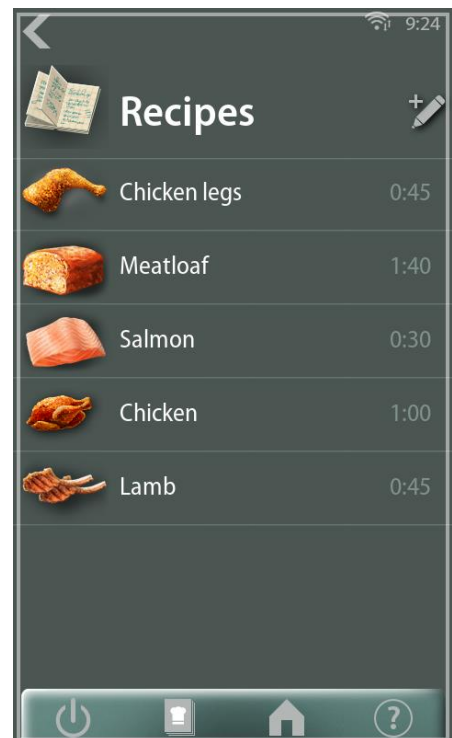 9:24
Recipes
Chicken legs 0:45
Meatloaf 1:40
Salmon 0:30
Chicken 1:00
Lamb 0:45
?